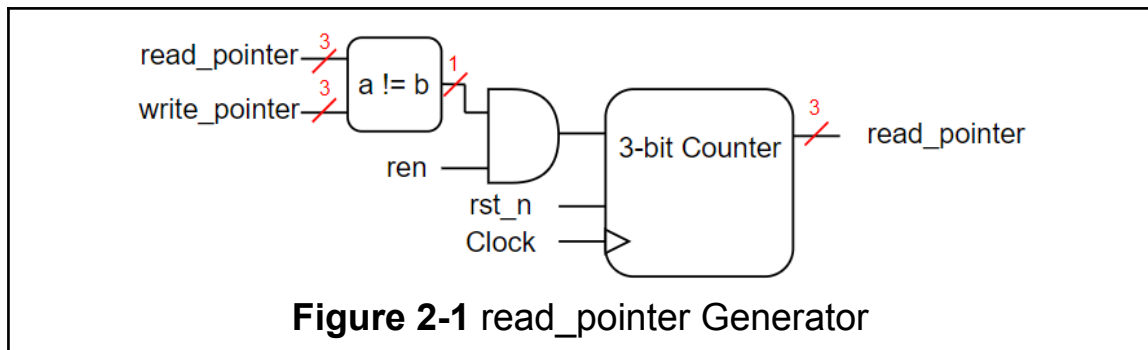 3
read_pointer
1
a != b
3
write_pointer
3
3-bit Counter
read_pointer
ren
rst_n
Clock
Figure 2-1 read_pointer Generator